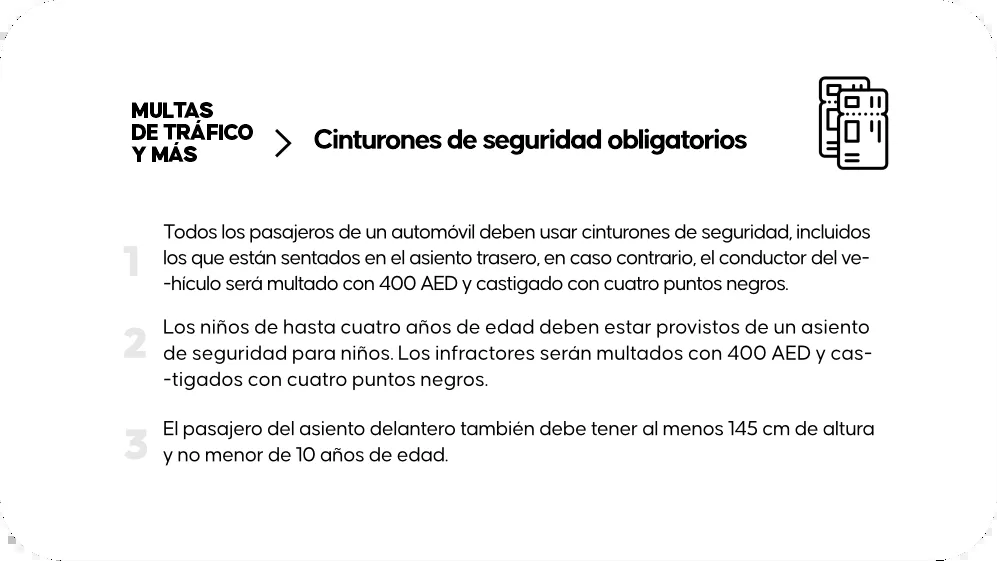 MULTAS
DE TRÁFICO
Y MÁS
Cinturones de seguridad obligatorios
1
Todos los pasajeros de un automóvil deben usar cinturones de seguridad, incluidos
los que están sentados en el asiento trasero, en caso contrario, el conductor del ve-
-hículo será multado con 400 AED y castigado con cuatro puntos negros.
2
Los niños de hasta cuatro años de edad deben estar provistos de un asiento
de seguridad para niños. Los infractores serán multados con 400 AED y cas-
-tigados con cuatro puntos negros.
3
El pasajero del asiento delantero también debe tener al menos 145 cm de altura
y no menor de 10 años de edad.